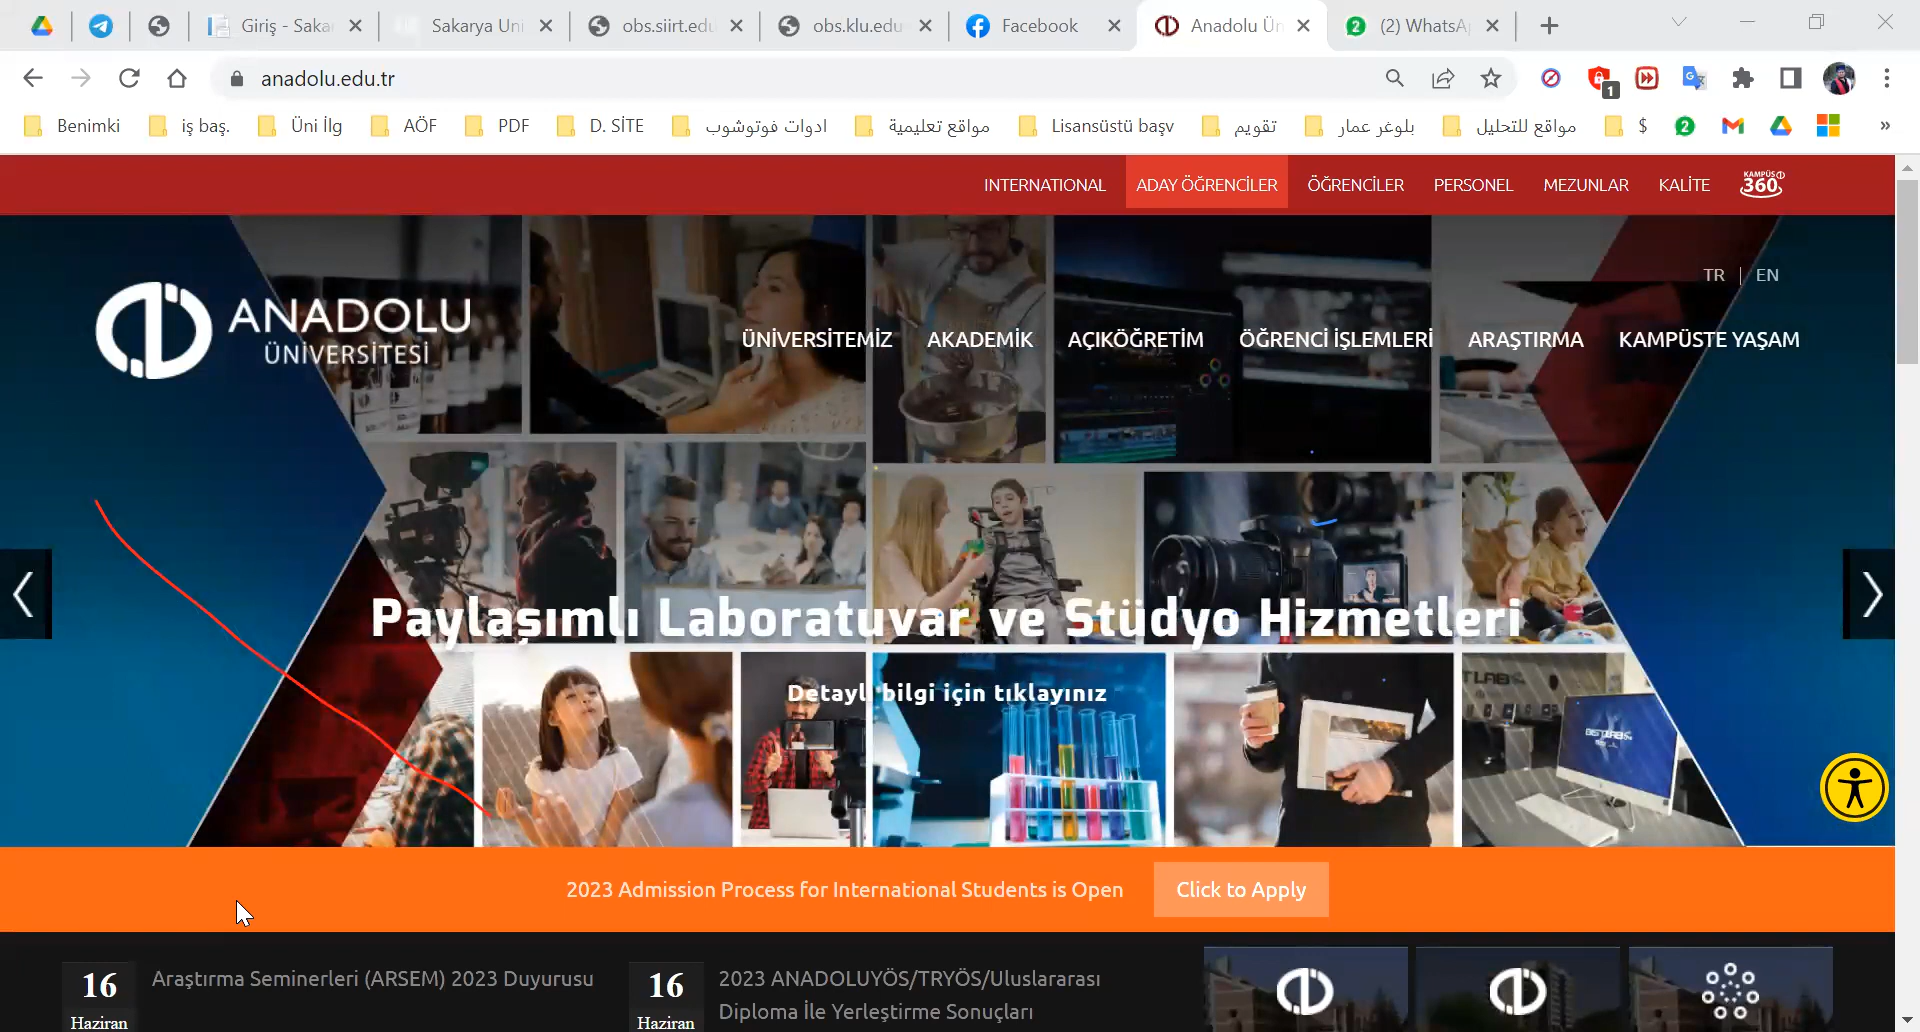 Giriş - Saka
Sakarya Uni
obs.siirt.edu
obs.klu.edu
Facebook
Anadolu Ün
(2) WhatsA
anadolu.edu.tr
1
Benimki
iş baş.
Üni İlg
AÖF
PDF
D. SİTE
ادوات فوتوشوب
مواقع تعليمية
Lisansüstü başv
تقويم
بلوغر عمار
مواقع للتحليل
$
2
»
INTERNATIONAL ADAY ÖĞRENCİLER ÖĞRENCİLER PERSONEL MEZUNLAR KALİTE KAMPÜS 360
TR | EN
ANADOLU
ÜNİVERSİTESİ
ÜNİVERSİTEMİZ AKADEMİK AÇIKÖĞRETİM ÖĞRENCİ İŞLEMLERİ ARAŞTIRMA KAMPÜSTE YAŞAM
Paylaşımlı Laboratuvar ve Stüdyo Hizmetleri
Detaylı bilgi için tıklayınız
2023 Admission Process for International Students is Open
Click to Apply
16
Haziran
Araştırma Seminerleri (ARSEM) 2023 Duyurusu
16
Haziran
2023 ANADOLUYÖS/TRYÖS/Uluslararası
Diploma İle Yerleştirme Sonuçları